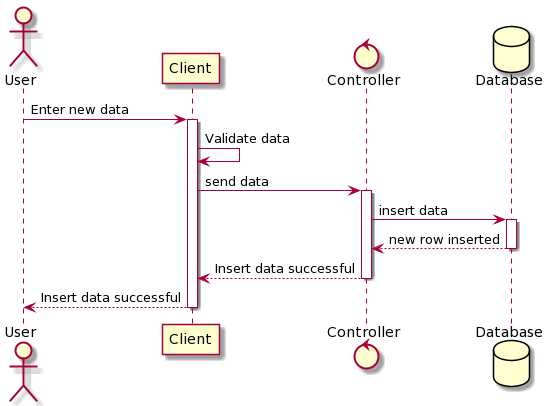 User
Client
Controller
Database
Enter new data
Validate data
send data
insert data
new row inserted
Insert data successful
Insert data successful
User
Client
Controller
Database